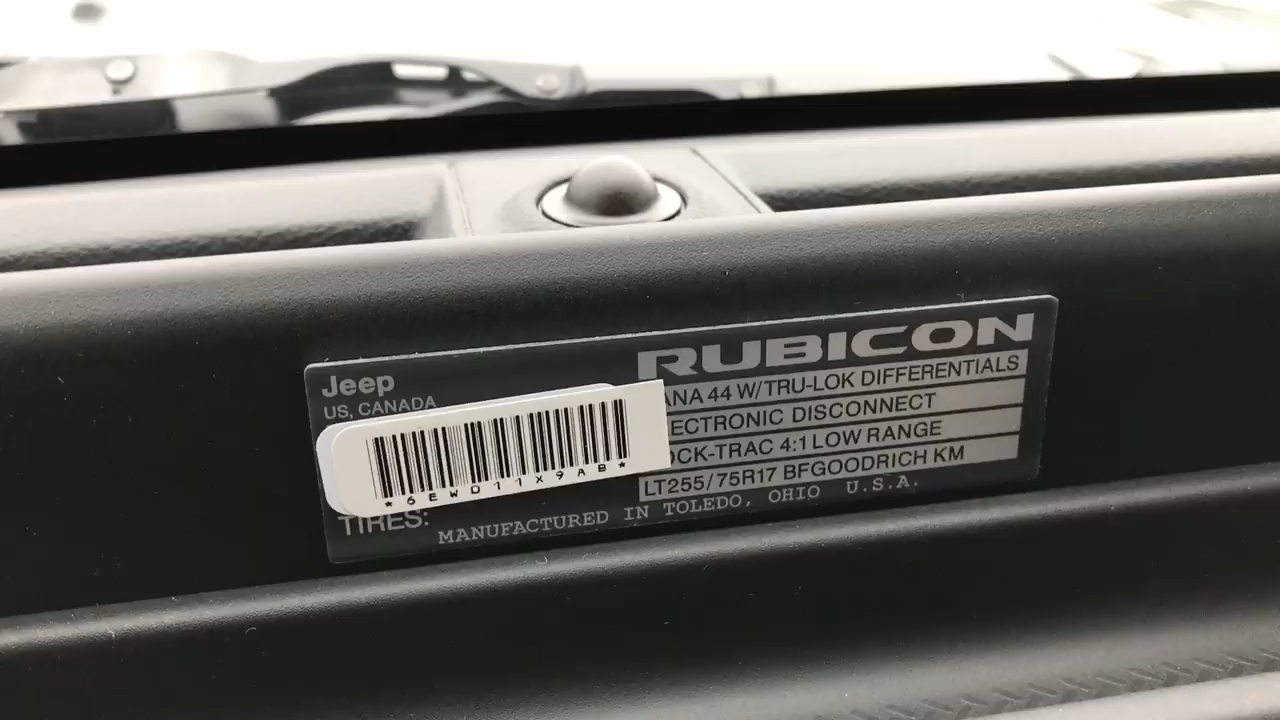 Jeep
US, CANADA
RUBICON
ANA 44 W/TRU-LOK DIFFERENTIALS
ECTRONIC DISCONNECT
OCK-TRAC 4:1 LOW RANGE
LT255/75R17 BFGOODRICH KM
*6EWD11X9AB*
TIRES:
MANUFACTURED IN TOLEDO, OHIO U.S.A.